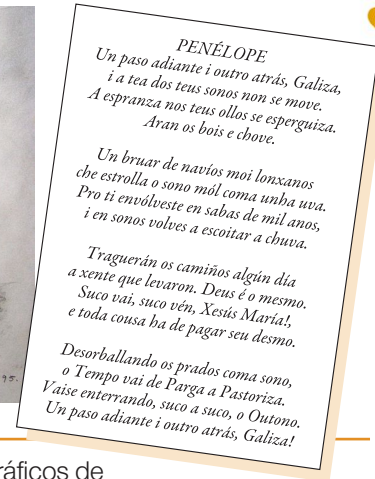 PENÉLOPE
Un paso adiante i outro atrás, Galiza,
i a tea dos teus sonos non se move.
A espranza nos teus ollos se esperguiza.
Aran os bois e chove.
Un bruar de navíos moi lonxanos
che estrolla o sono mól coma unha uva.
Pro ti envólveste en sabas de mil anos,
i en sonos volves a escoitar a chuva.
Traguerán os camiños algún día
a xente que levaron. Deus é o mesmo.
Suco vai, suco vén, Xesús María!,
e toda cousa ha de pagar seu desmo.
Desorballando os prados coma sono,
o Tempo vai de Parga a Pastoriza.
Vaise enterrando, suco a suco, o Outono.
Un paso adiante i outro atrás, Galiza!
ráficos de